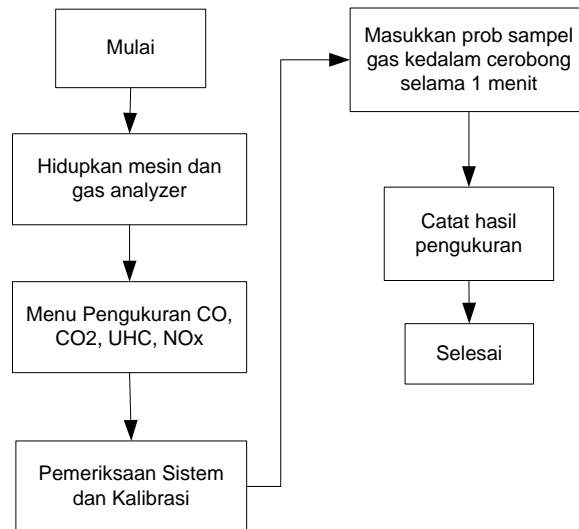 Mulai
Hidupkan mesin dan
gas analyzer
Menu Pengukuran CO,
CO2, UHC, NOx
Pemeriksaan Sistem
dan Kalibrasi
Masukkan prob sampel
gas kedalam cerobong
selama 1 menit
Catat hasil
pengukuran
Selesai